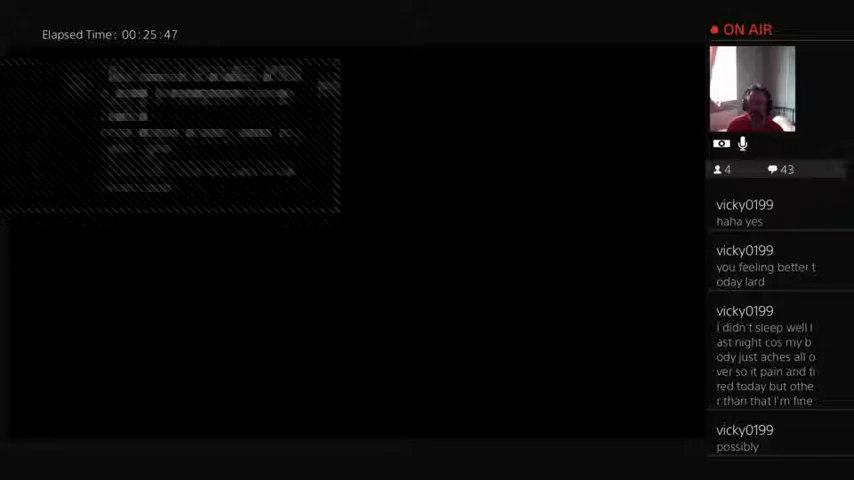 Elapsed Time: 00:25:47
ON AIR
4
43
vicky0199
haha yes
vicky0199
you feeling better t
oday lard
vicky0199
I didn't sleep well l
ast night cos my b
ody just aches all o
ver so it pain and ti
red today but othe
r than that I'm fine
vicky0199
possibly